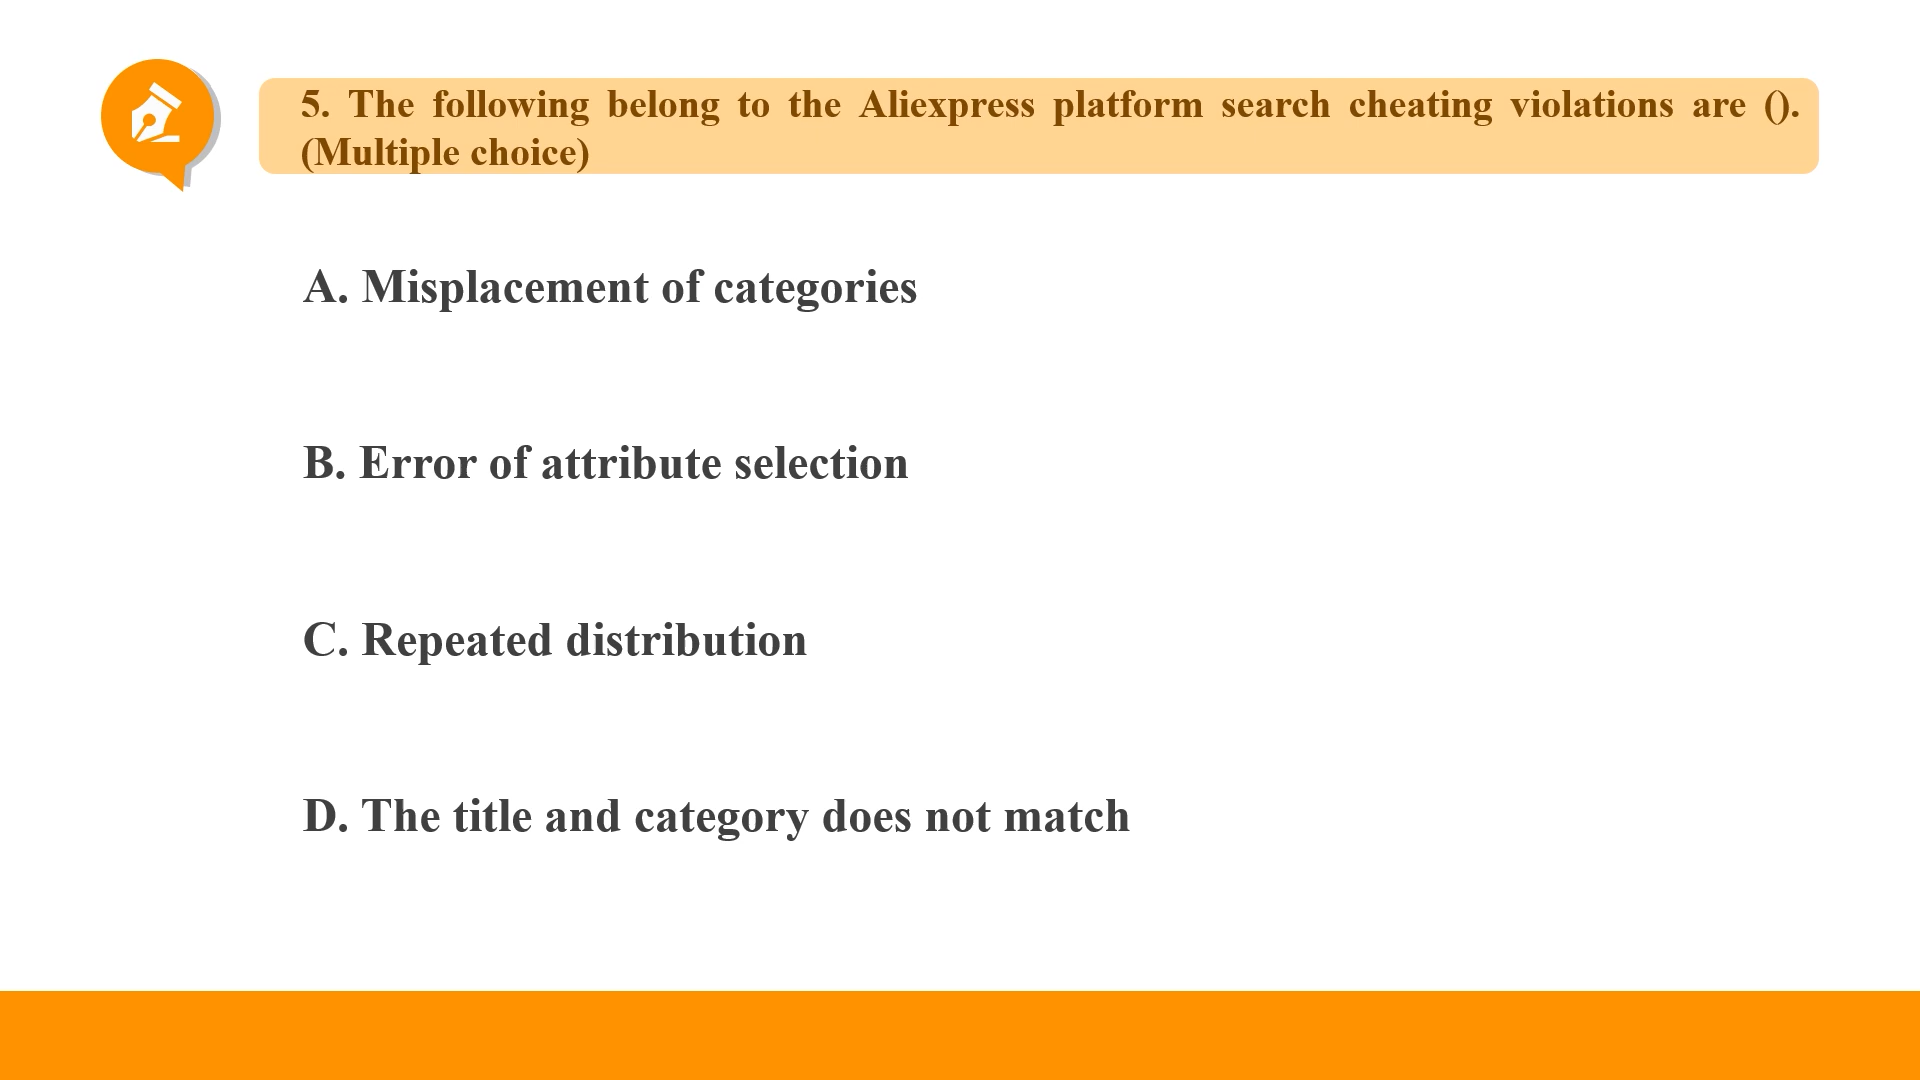 5. The following belong to the Aliexpress platform search cheating violations are ().
(Multiple choice)
A. Misplacement of categories
B. Error of attribute selection
C. Repeated distribution
D. The title and category does not match